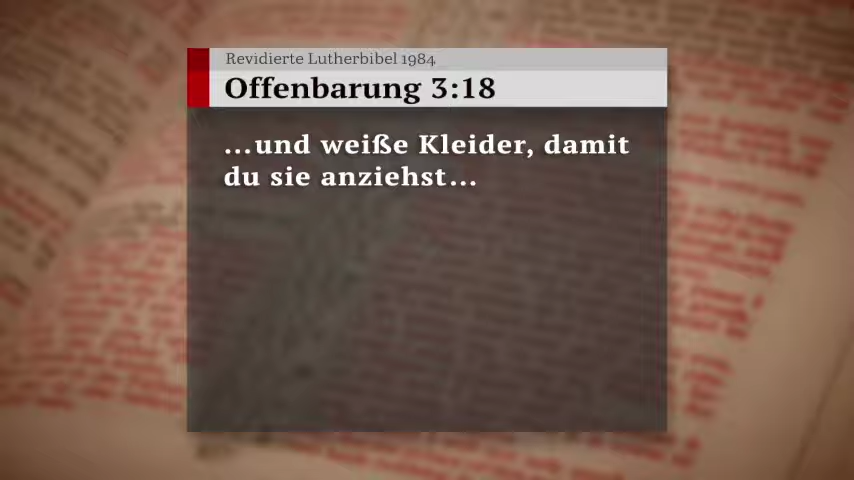 Revidierte Lutherbibel 1984
Offenbarung 3:18
...und weiße Kleider, damit
du sie anziehst...